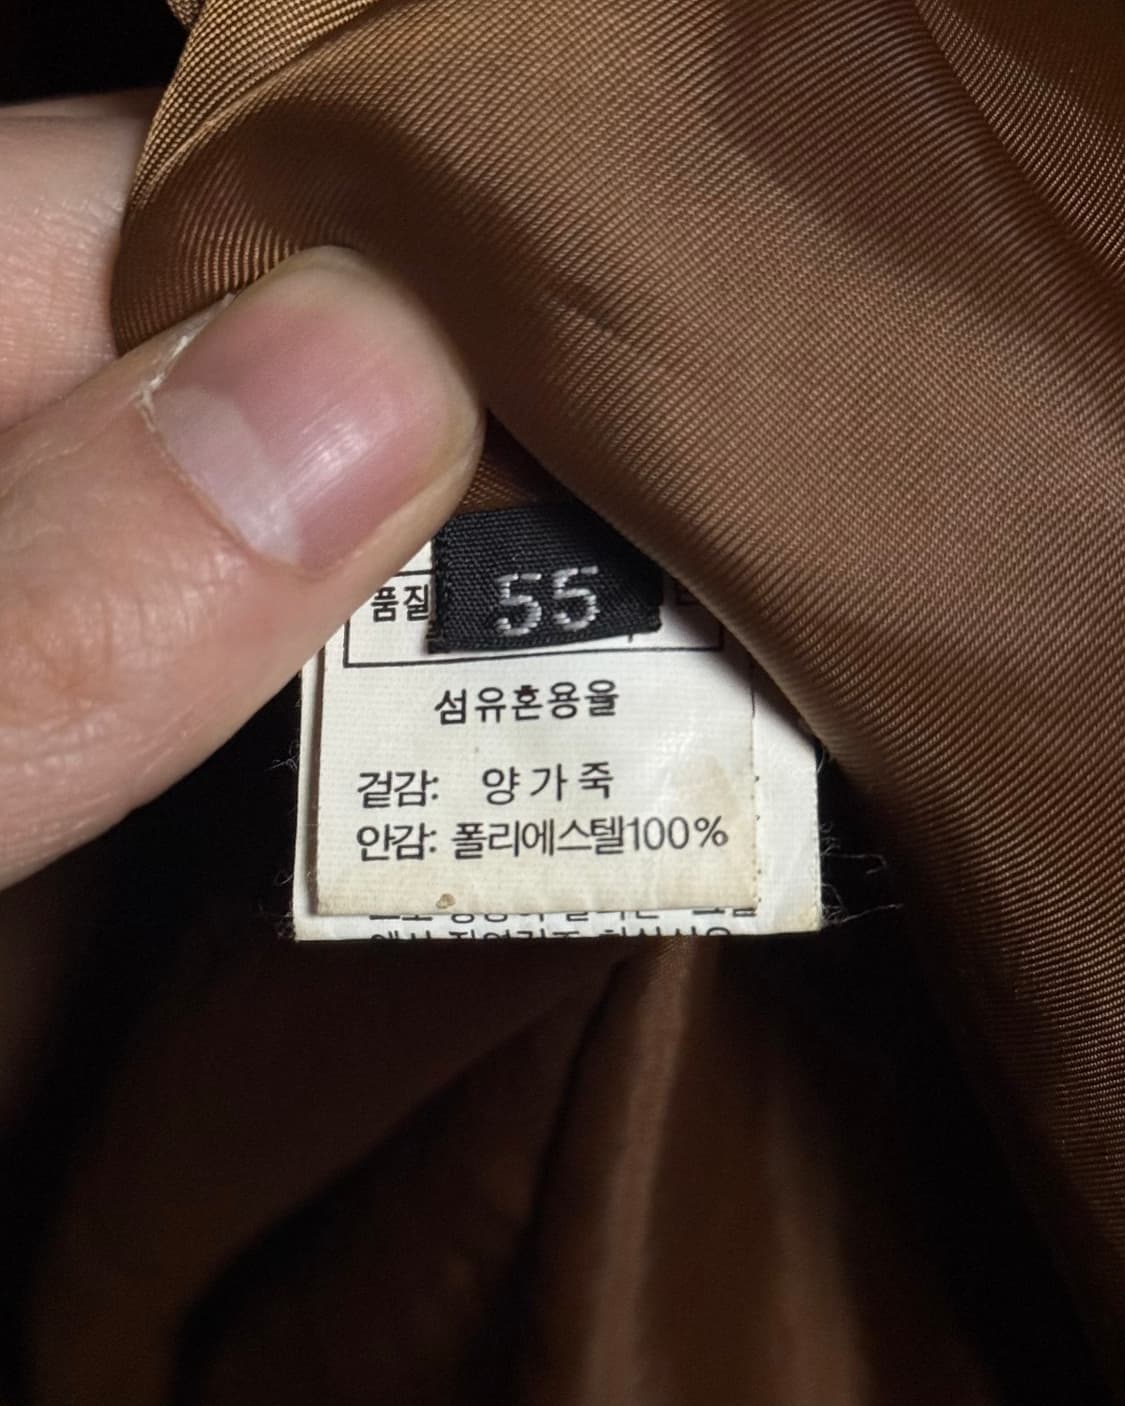 55
품질
섬유혼용율
겉감: 양가죽
안감: 폴리에스텔100%